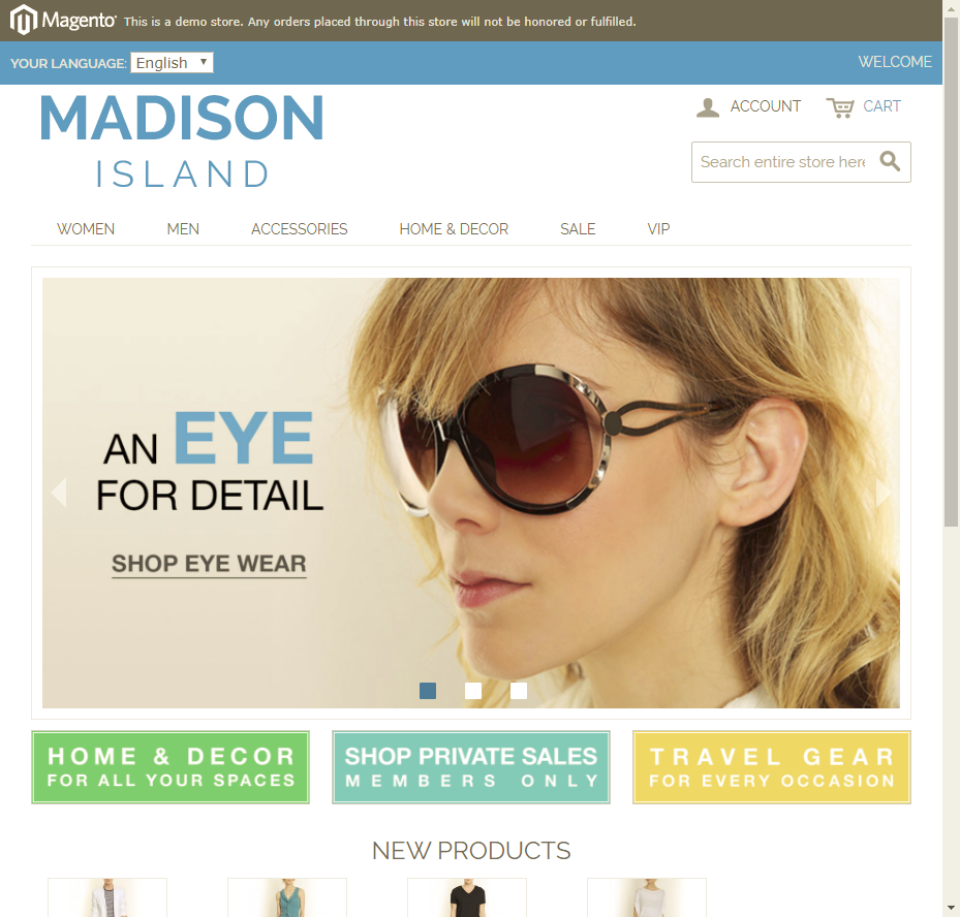 Magento This is a demo store. Any orders placed through this store will not be honored or fulfilled.
YOUR LANGUAGE: English WELCOME
MADISON
ISLAND
ACCOUNT CART
Search entire store here
WOMEN MEN ACCESSORIES HOME & DECOR SALE VIP
AN EYE
FOR DETAIL
SHOP EYE WEAR
HOME & DECOR
FOR ALL YOUR SPACES
SHOP PRIVATE SALES
MEMBERS ONLY
TRAVEL GEAR
FOR EVERY OCCASION
NEW PRODUCTS